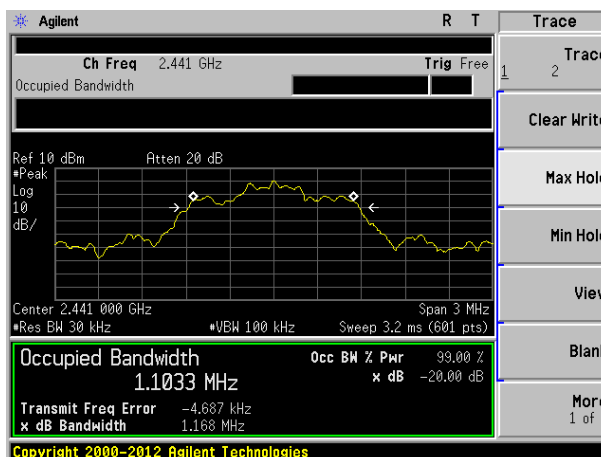 Agilent R T Trace
Ch Freq 2.441 GHz Trig Free
Occupied Bandwidth
Trace
1 2
Clear Write
Max Hold
Min Hold
View
Blank
More
1 of
Ref 10 dBm Atten 20 dB
#Peak
Log
10
dB/
Center 2.441 000 GHz Span 3 MHz
#Res BW 30 kHz #VBW 100 kHz Sweep 3.2 ms (601 pts)
Occupied Bandwidth Occ BW % Pwr 99.00 %
1.1033 MHz x dB -20.00 dB
Transmit Freq Error -4.687 kHz
x dB Bandwidth 1.168 MHz
Copyright 2000-2012 Agilent Technologies